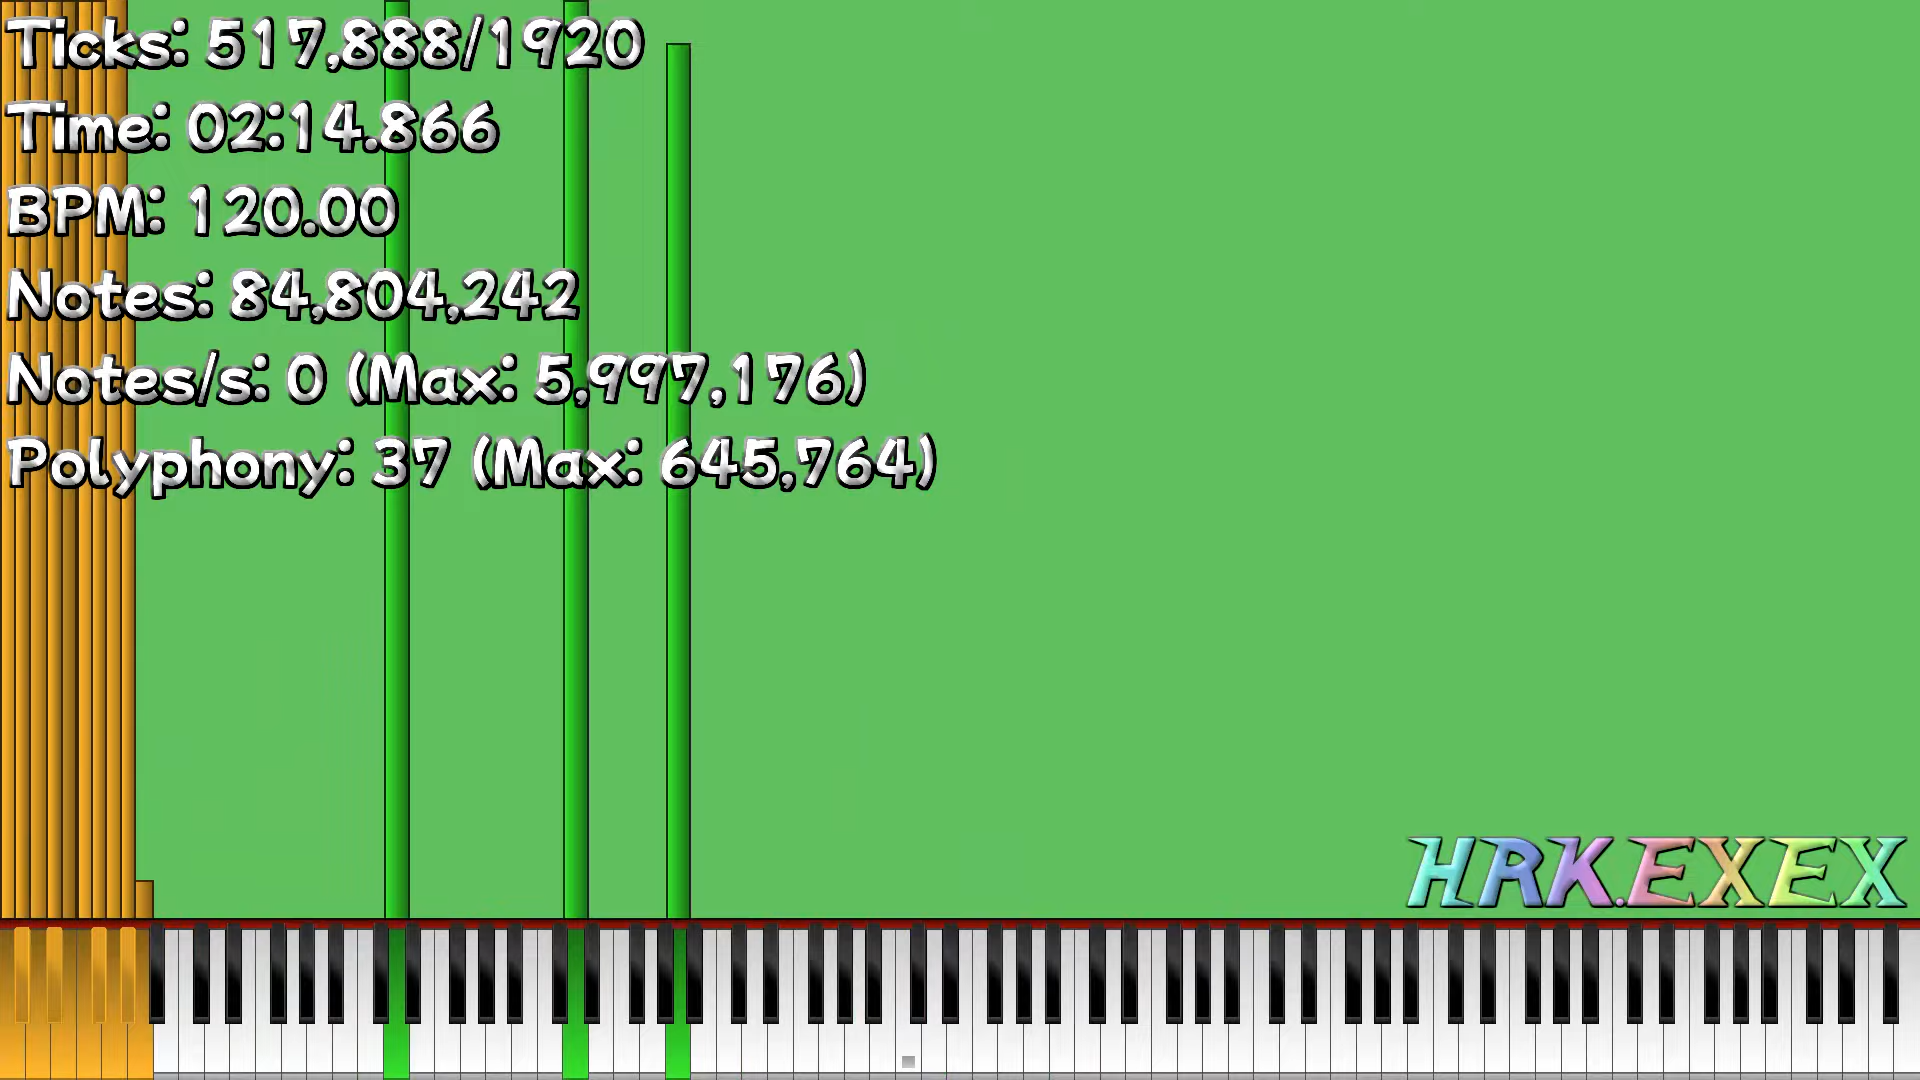 Ticks: 517,888/1920
Time: 02:14.866
BPM: 120.00
Notes: 84,804,242
Notes/s: 0 (Max: 5,997,176)
Polyphony: 37 (Max: 645,764)
HRK.EXEX